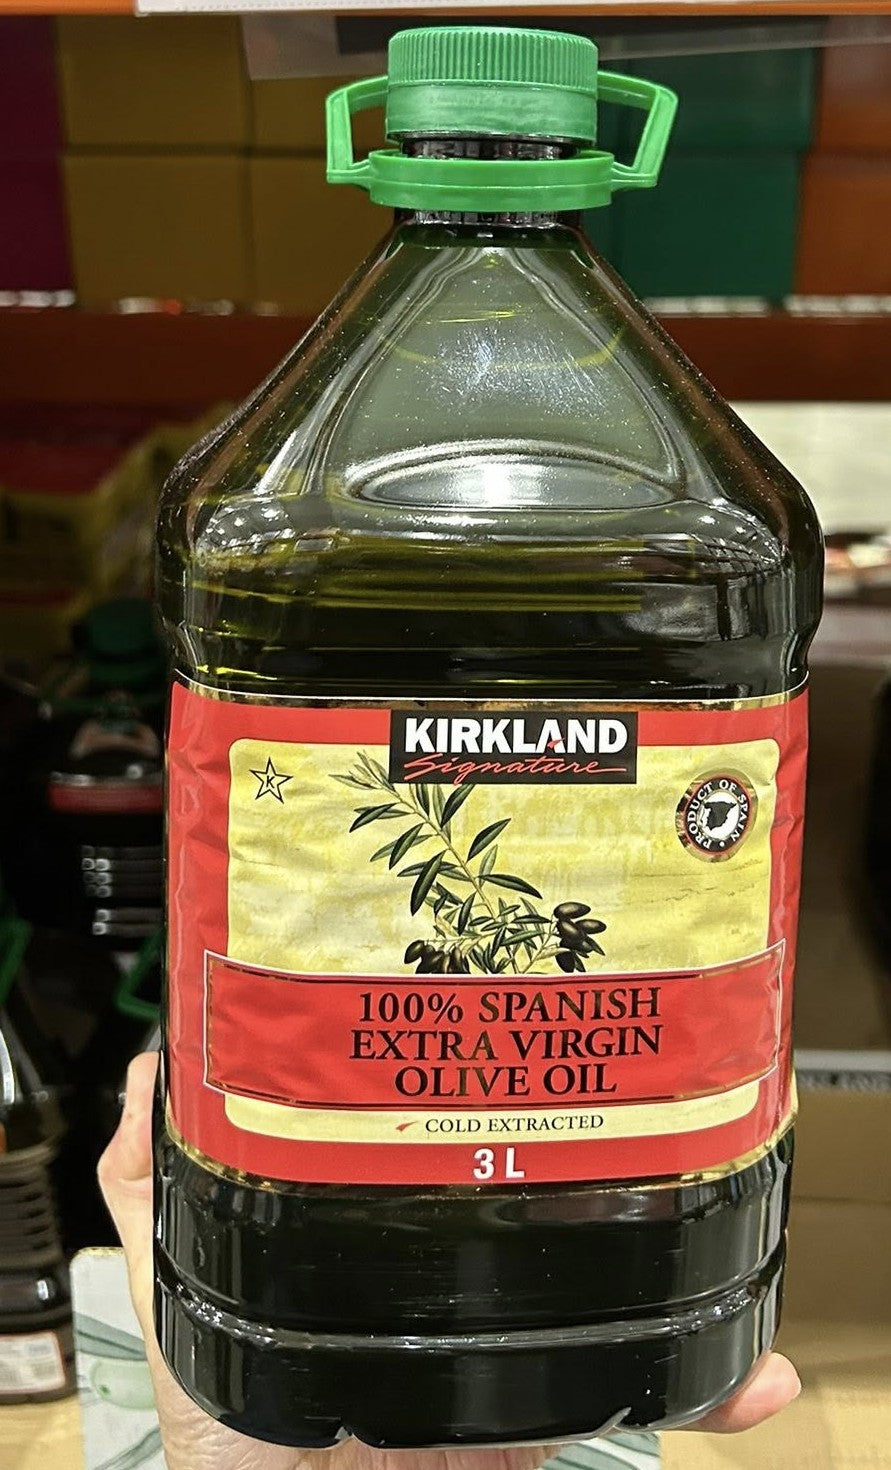 KIRKLAND
Signature
K
PRODUCT OF SPAIN
100% SPANISH
EXTRA VIRGIN
OLIVE OIL
COLD EXTRACTED
3 L